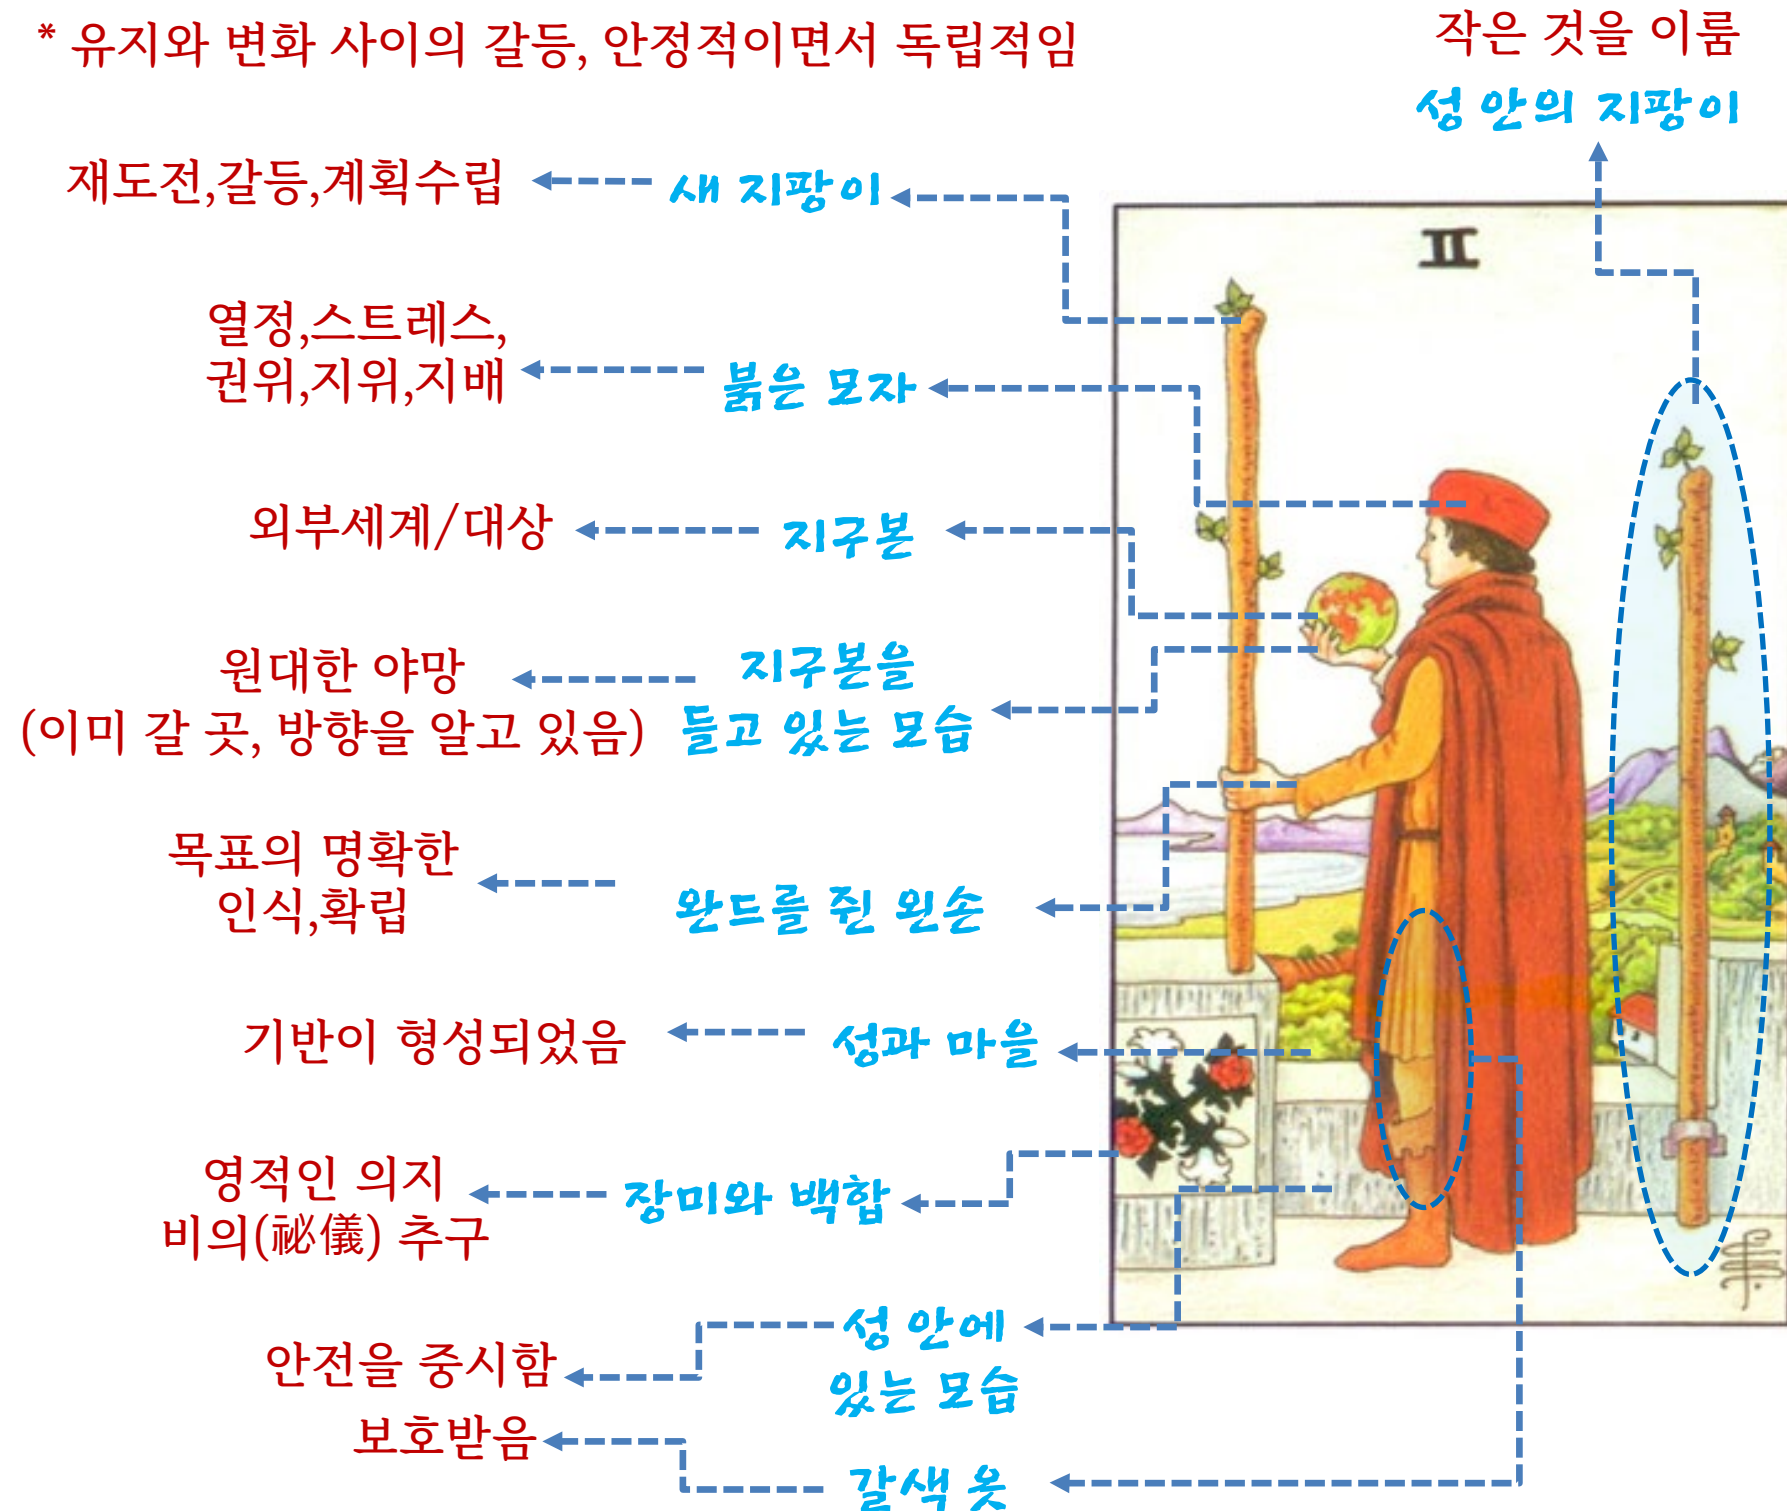 * 유지와 변화 사이의 갈등, 안정적이면서 독립적임
작은 것을 이룸
성 안의 지팡이
재도전,갈등,계획수립
새 지팡이
II
열정,스트레스,
권위,지위,지배
붉은 모자
외부세계/대상
지구본
원대한 야망
(이미 갈 곳, 방향을 알고 있음)
지구본을
들고 있는 모습
목표의 명확한
인식,확립
완드를 쥔 왼손
기반이 형성되었음
성과 마을
영적인 의지
비의(祕儀) 추구
장미와 백합
안전을 중시함
성 안에
있는 모습
보호받음
갈색 옷